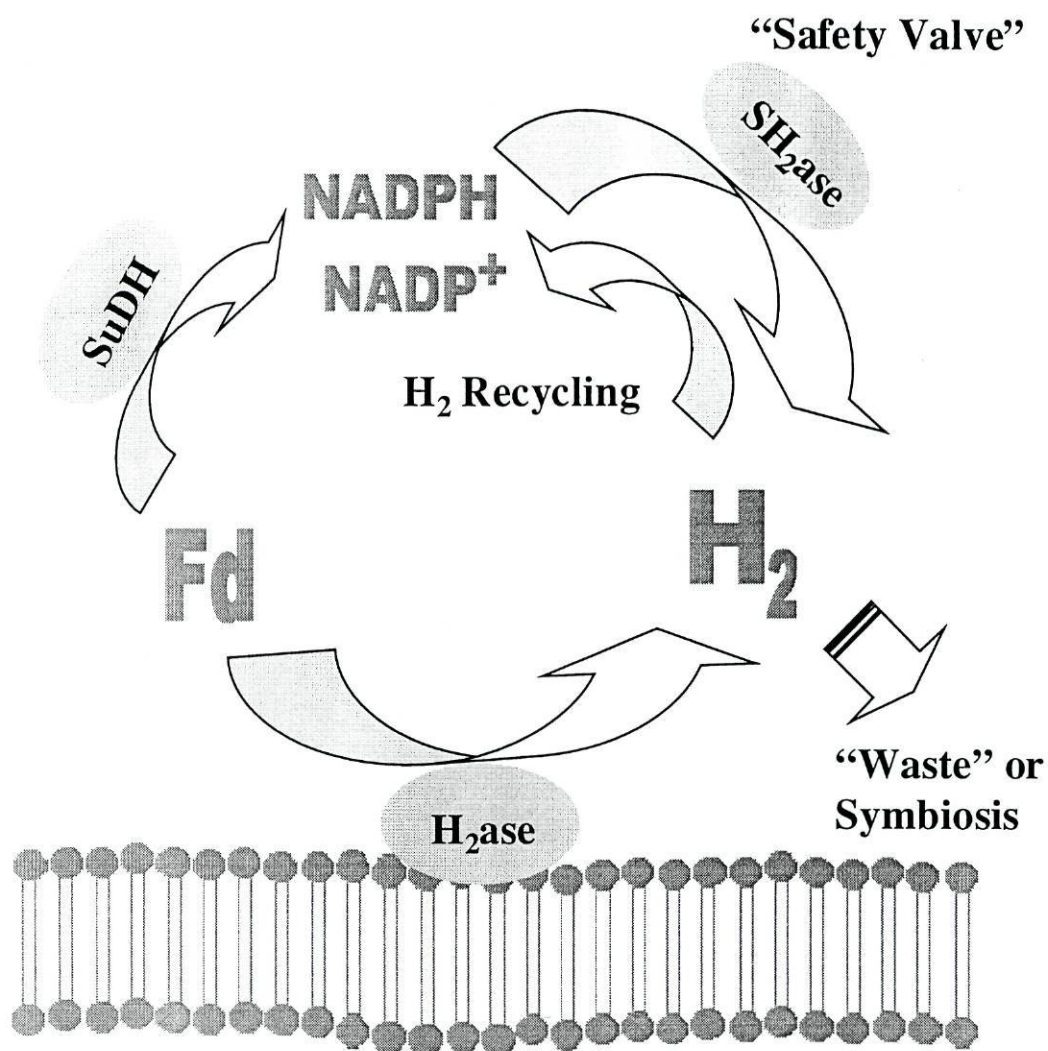 “Safety Valve”
SH₂ase
NADPH
NADP⁺
SuDH
H₂ Recycling
Fd
H₂
“Waste” or
Symbiosis
H₂ase